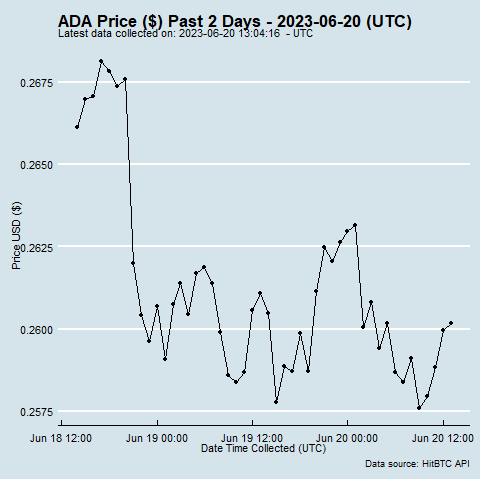 ADA Price ($) Past 2 Days - 2023-06-20 (UTC)
Latest data collected on: 2023-06-20 13:04:16 - UTC
0.2675
0.2650
0.2625
0.2600
0.2575
Price USD ($)
Jun 18 12:00 Jun 19 00:00 Jun 19 12:00 Jun 20 00:00 Jun 20 12:00
Date Time Collected (UTC)
Data source: HitBTC API